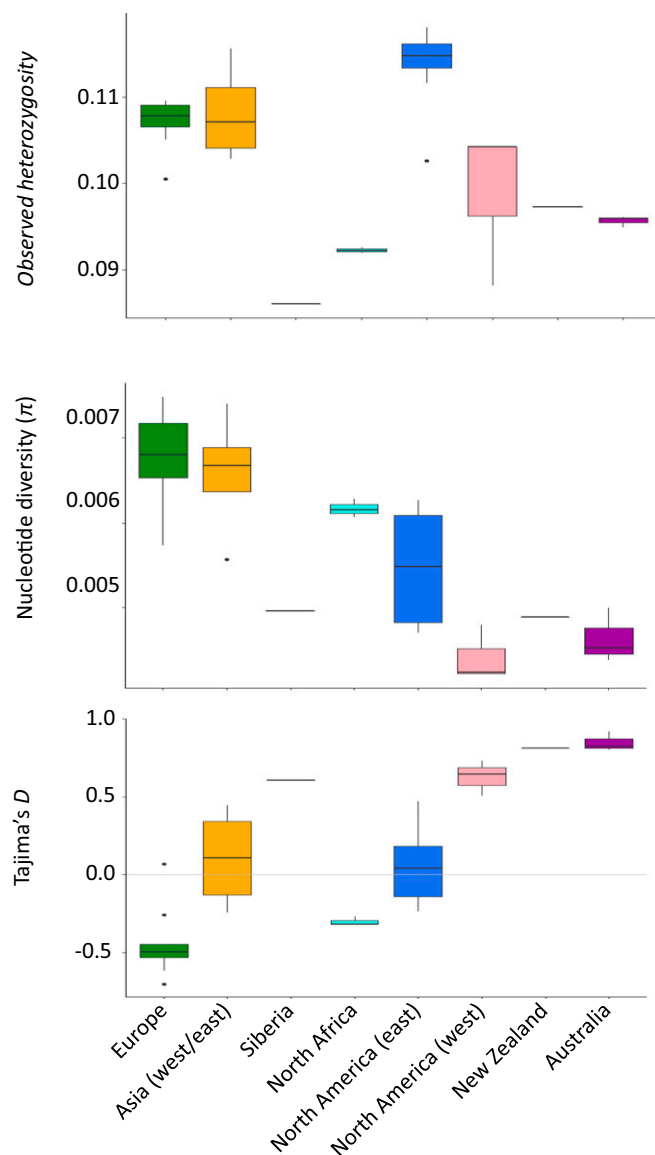 Observed heterozygosity
0.11
0.10
0.09
Nucleotide diversity (π)
0.007
0.006
0.005
Tajima's D
1.0
0.5
0.0
-0.5
Europe
Asia (west/east)
Siberia
North Africa
North America (east)
North America (west)
New Zealand
Australia